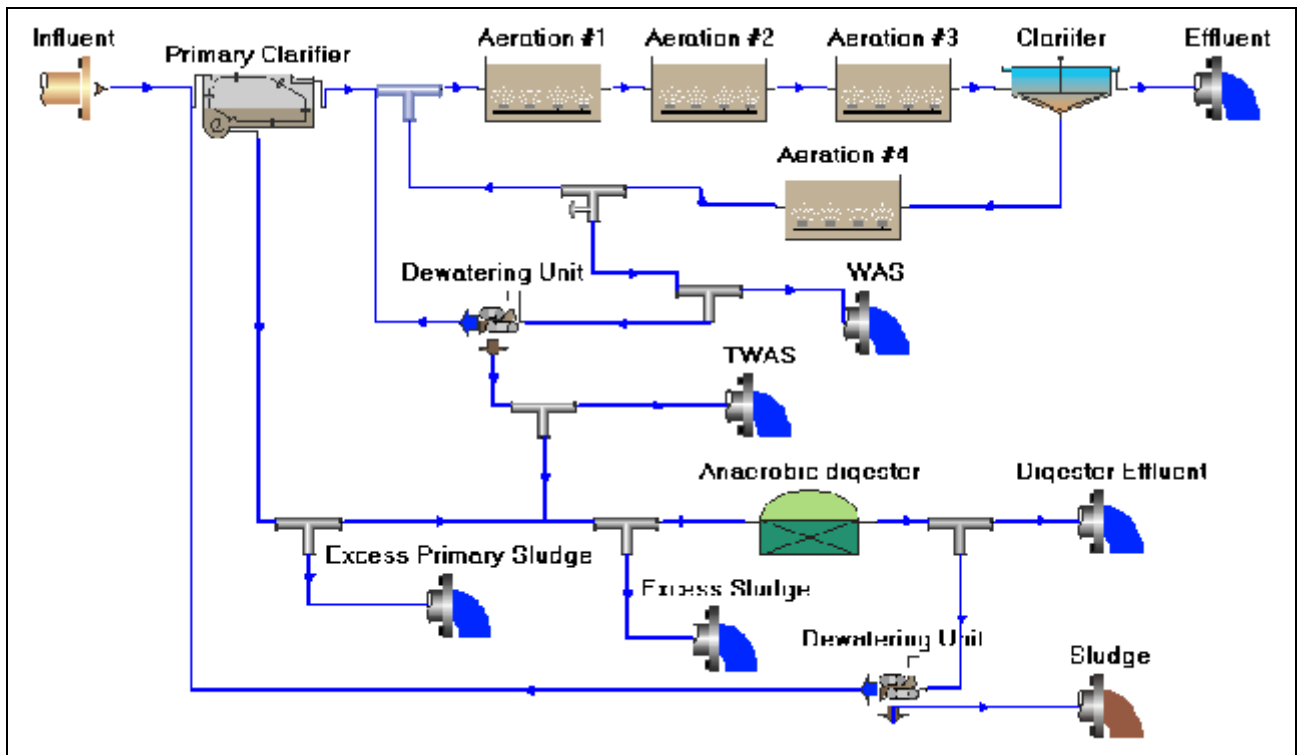 Influent
Primary Clarifier
Aeration #1
Aeration #2
Aeration #3
Clariifer
Effluent
Aeration #4
Dewatering Unit
WAS
TWAS
Anaerobic digester
Digester Effluent
Excess Primary Sludge
Excess Sludge
Dewatering Unit
Sludge